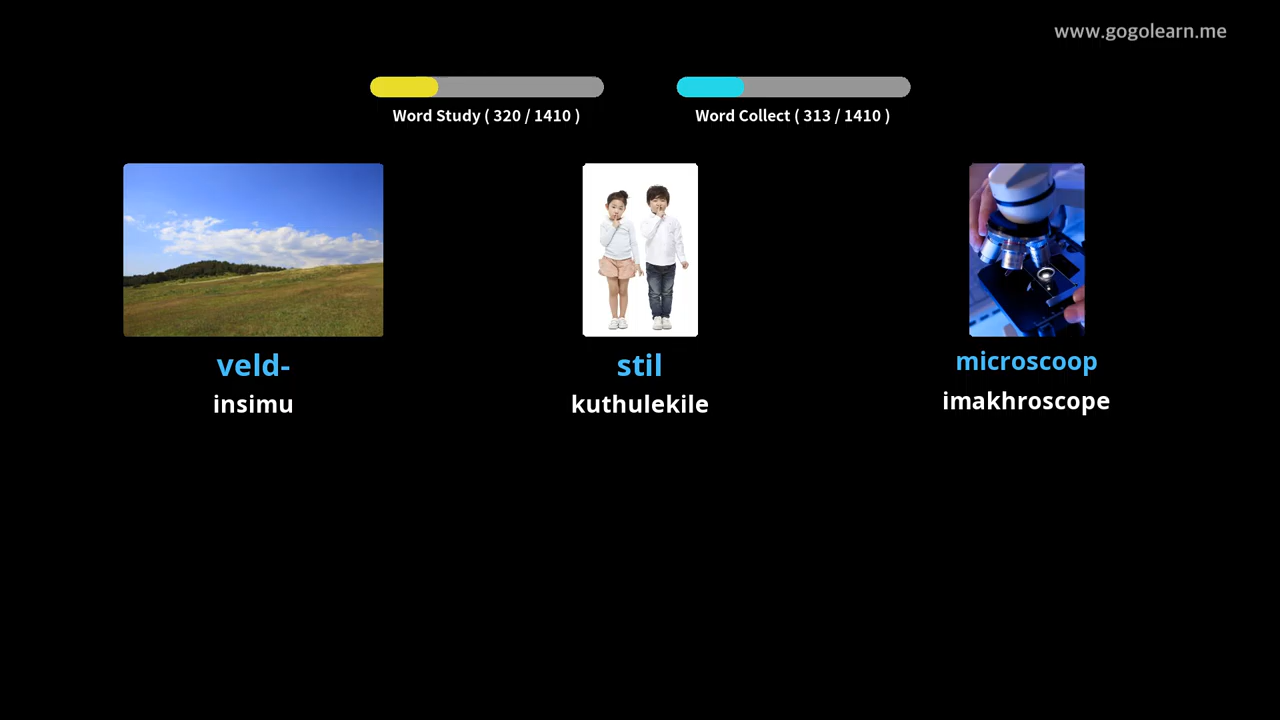 www.gogolearn.me
Word Study ( 320 / 1410 )
Word Collect ( 313 / 1410 )
veld-
insimu
stil
kuthulekile
microscoop
imakhroscope